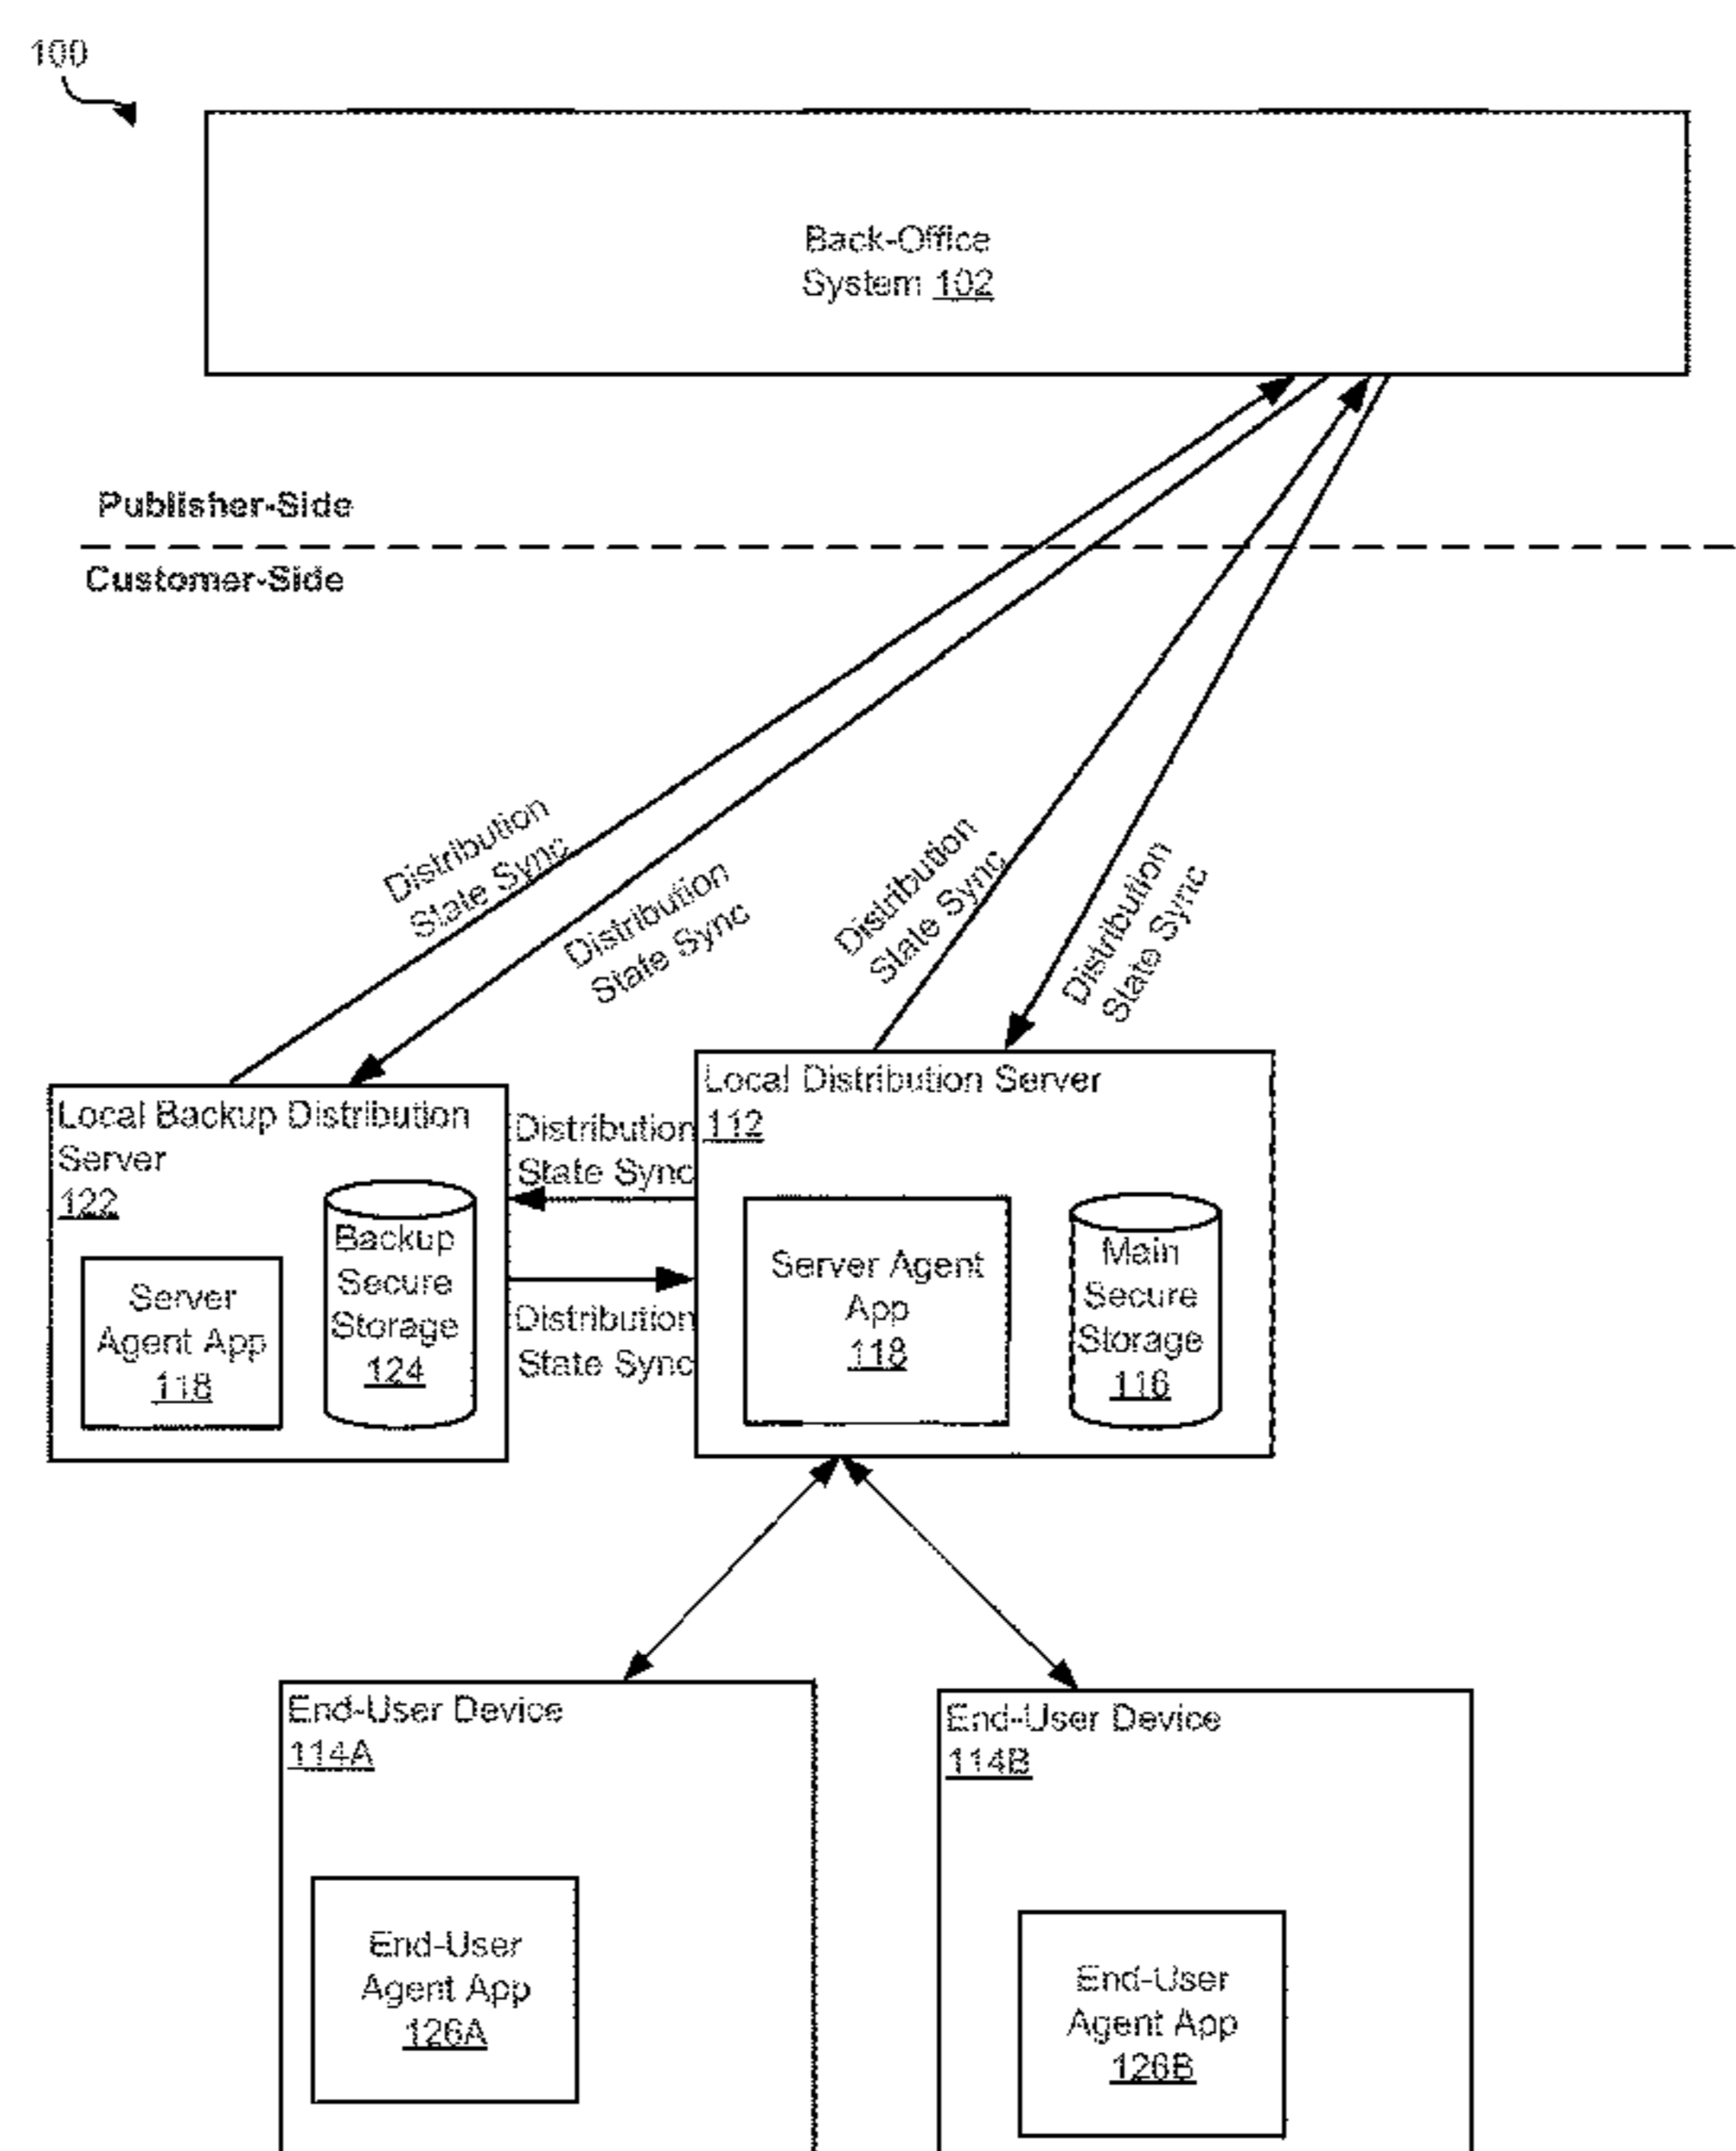 100
Back-Office
System 102
Publisher-Side
Customer-Side
Distribution
State Sync
Distribution
State Sync
Distribution
State Sync
Distribution
State Sync
Local Backup Distribution
Server
122
Server
Agent App
118
Backup
Secure
Storage
124
Distribution
State Sync
Distribution
State Sync
Local Distribution Server
112
Server Agent
App
118
Main
Secure
Storage
116
End-User Device
114A
End-User
Agent App
126A
End-User Device
114B
End-User
Agent App
126B